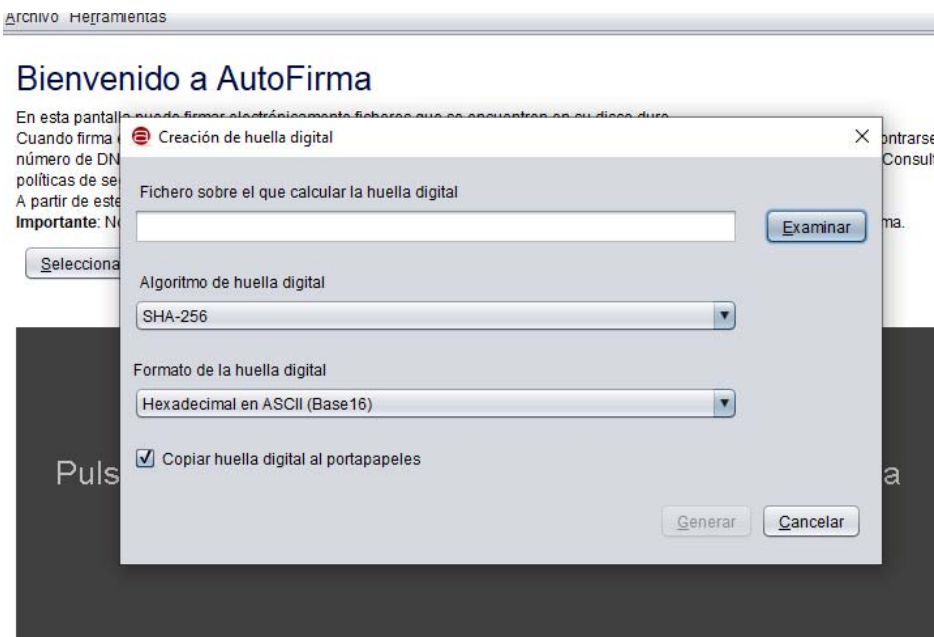 Archivo Herramientas
Bienvenido a AutoFirma
En esta pantalla puede firmar electrónicamente ficheros que se encuentren en su disco duro.
Cuando firma
número de DN
Consul
políticas de se
A partir de este
Importante: N
ma.
Selecciona
Creación de huella digital
Fichero sobre el que calcular la huella digital
Examinar
Algoritmo de huella digital
SHA-256
Formato de la huella digital
Hexadecimal en ASCII (Base16)
Copiar huella digital al portapapeles
Generar Cancelar
Puls
a